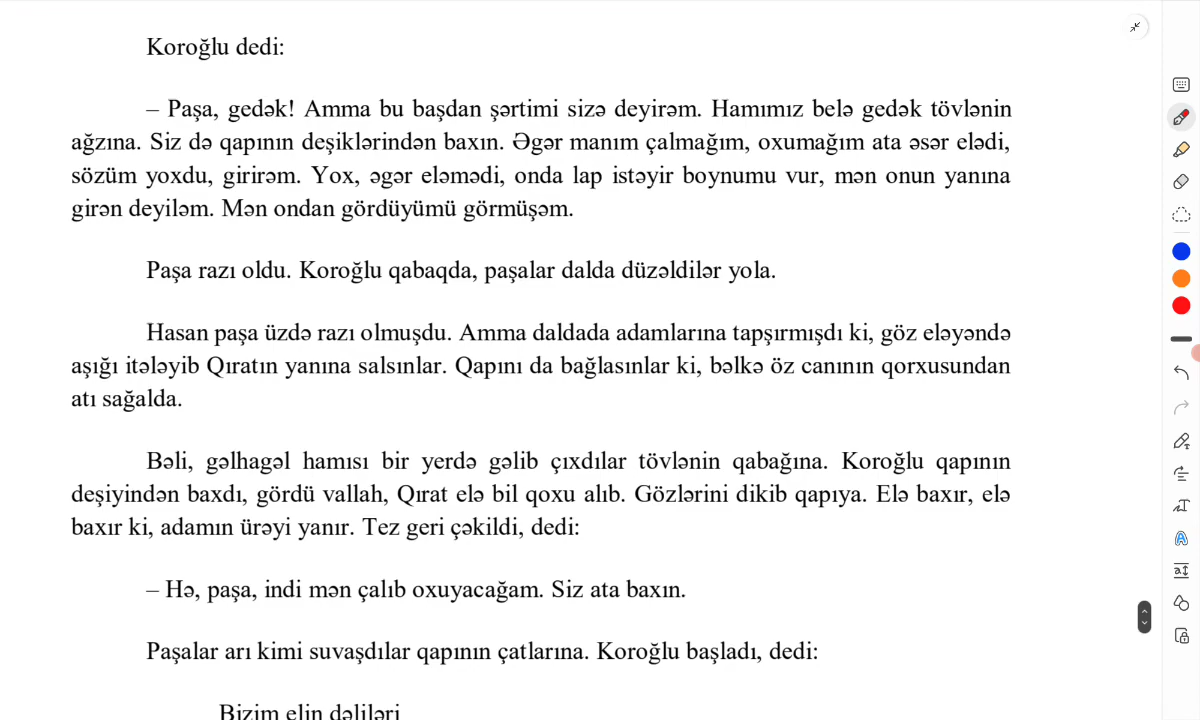 Koroğlu dedi:
– Paşa, gedək! Amma bu başdan şərtimi sizə deyirəm. Hamımız belə gedək tövlənin
ağzına. Siz də qapının deşiklərindən baxın. Əgər manım çalmağım, oxumağım ata əsər elədi,
sözüm yoxdu, girirəm. Yox, əgər eləmədi, onda lap istəyir boynumu vur, mən onun yanına
girən deyiləm. Mən ondan gördüyümü görmüşəm.
Paşa razı oldu. Koroğlu qabaqda, paşalar dalda düzəldilər yola.
Hasan paşa üzdə razı olmuşdu. Amma daldada adamlarına tapşırmışdı ki, göz eləyəndə
aşığı itələyib Qıratın yanına salsınlar. Qapını da bağlasınlar ki, bəlkə öz canının qorxusundan
atı sağalda.
Bəli, gəlhagəl hamısı bir yerdə gəlib çıxdılar tövlənin qabağına. Koroğlu qapının
deşiyindən baxdı, gördü vallah, Qırat elə bil qoxu alıb. Gözlərini dikib qapıya. Elə baxır, elə
baxır ki, adamın ürəyi yanır. Tez geri çəkildi, dedi:
– Hə, paşa, indi mən çalıb oxuyacağam. Siz ata baxın.
Paşalar arı kimi suvaşdılar qapının çatlarına. Koroğlu başladı, dedi:
Bizim elin dəliləri